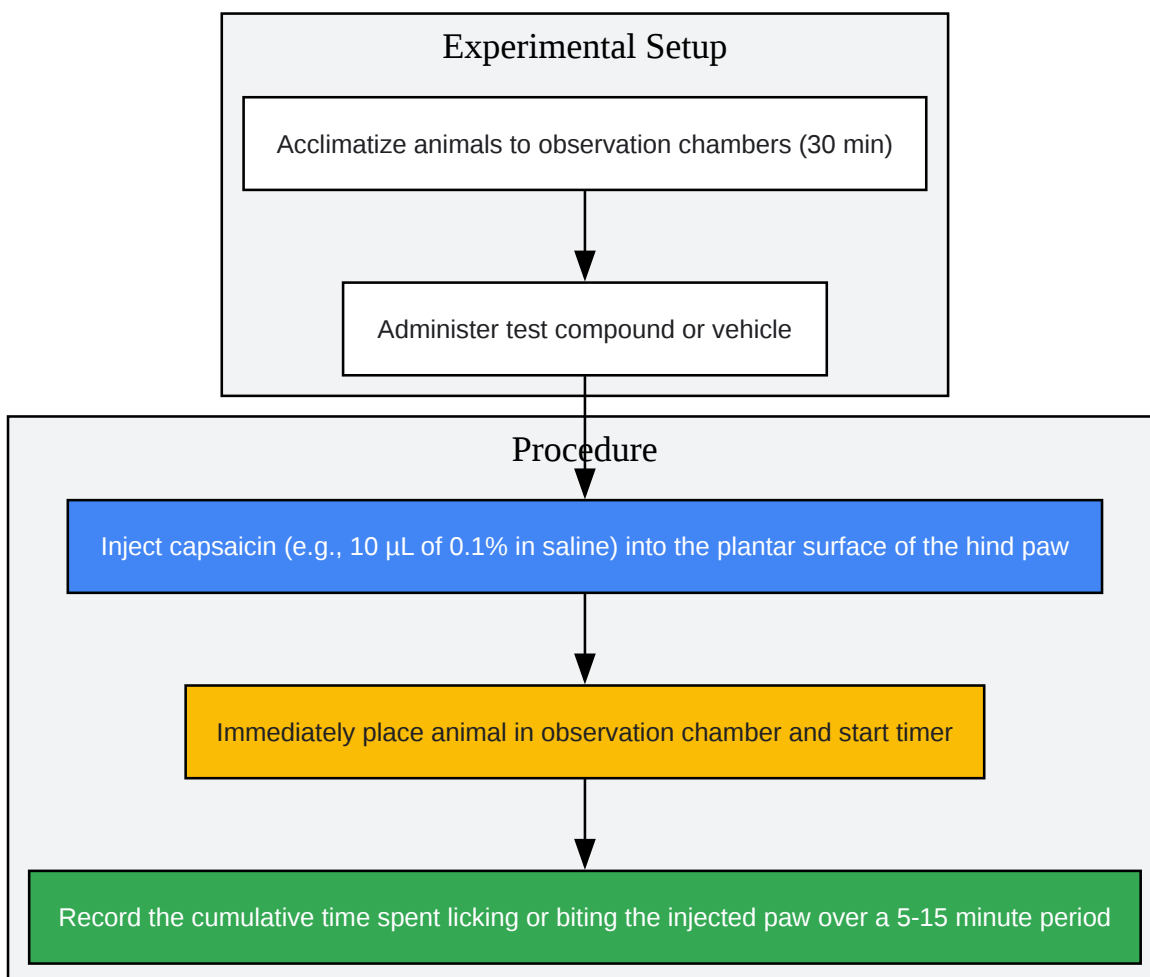 Experimental Setup
Acclimatize animals to observation chambers (30 min)
Administer test compound or vehicle
Procedure
Inject capsaicin (e.g., 10 µL of 0.1% in saline) into the plantar surface of the hind paw
Immediately place animal in observation chamber and start timer
Record the cumulative time spent licking or biting the injected paw over a 5-15 minute period